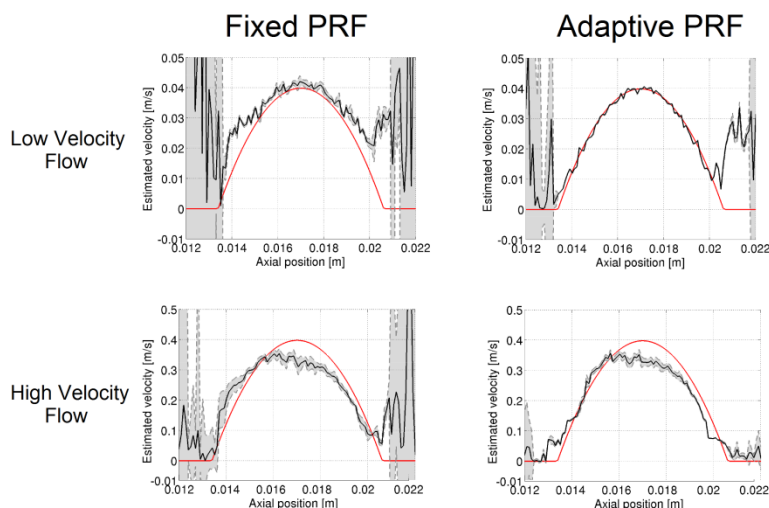 Fixed PRF
Adaptive PRF
Low Velocity
Flow
Estimated velocity [m/s]
0.05
0.04
0.03
0.02
0.01
0
-0.01
0.012 0.014 0.016 0.018 0.02 0.022
Axial position [m]
Estimated velocity [m/s]
0.05
0.04
0.03
0.02
0.01
0
-0.01
0.012 0.014 0.016 0.018 0.02 0.022
Axial position [m]
High Velocity
Flow
Estimated velocity [m/s]
0.5
0.4
0.3
0.2
0.1
0
0.012 0.014 0.016 0.018 0.02 0.022
Axial position [m]
Estimated velocity [m/s]
0.5
0.4
0.3
0.2
0.1
0
0.012 0.014 0.016 0.018 0.02 0.022
Axial position [m]